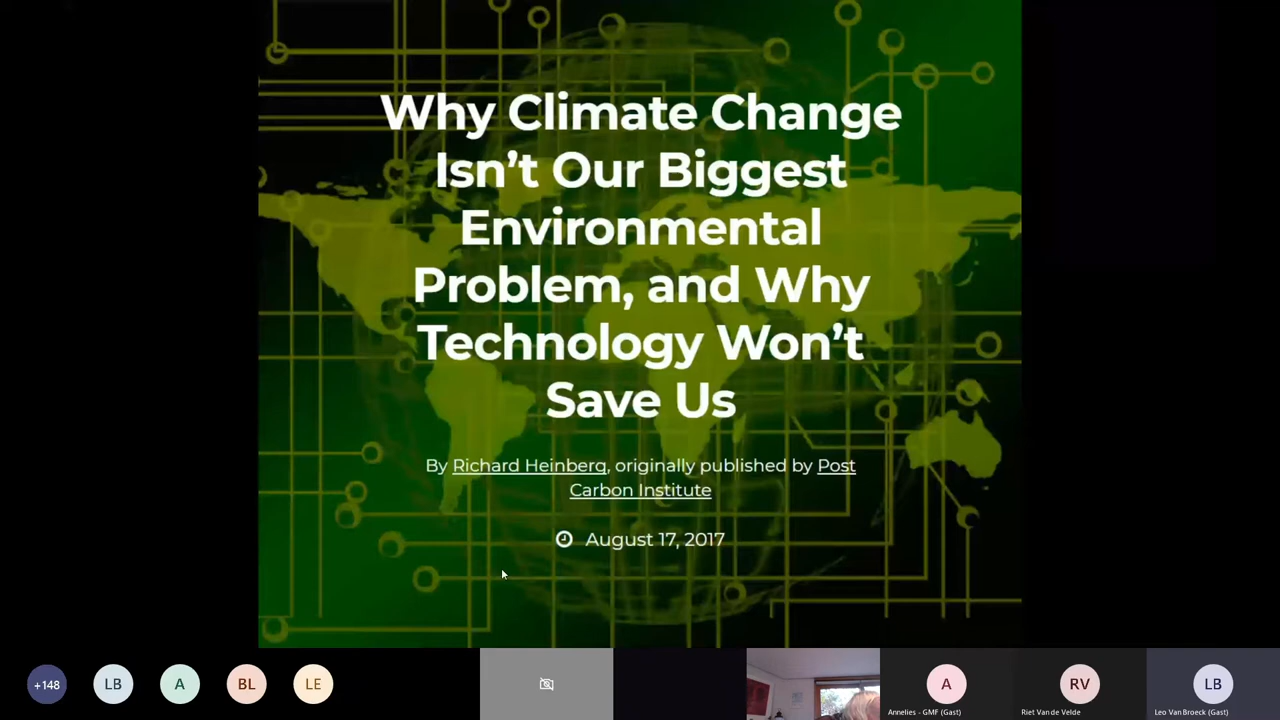 Why Climate Change
Isn't Our Biggest
Environmental
Problem, and Why
Technology Won't
Save Us
By Richard Heinberg, originally published by Post
Carbon Institute
August 17, 2017
+148
LB
A
BL
LE
A
RV
LB
Annelies - GMF (Gast)
Riet Van de Velde
Leo Van Broeck (Gast)